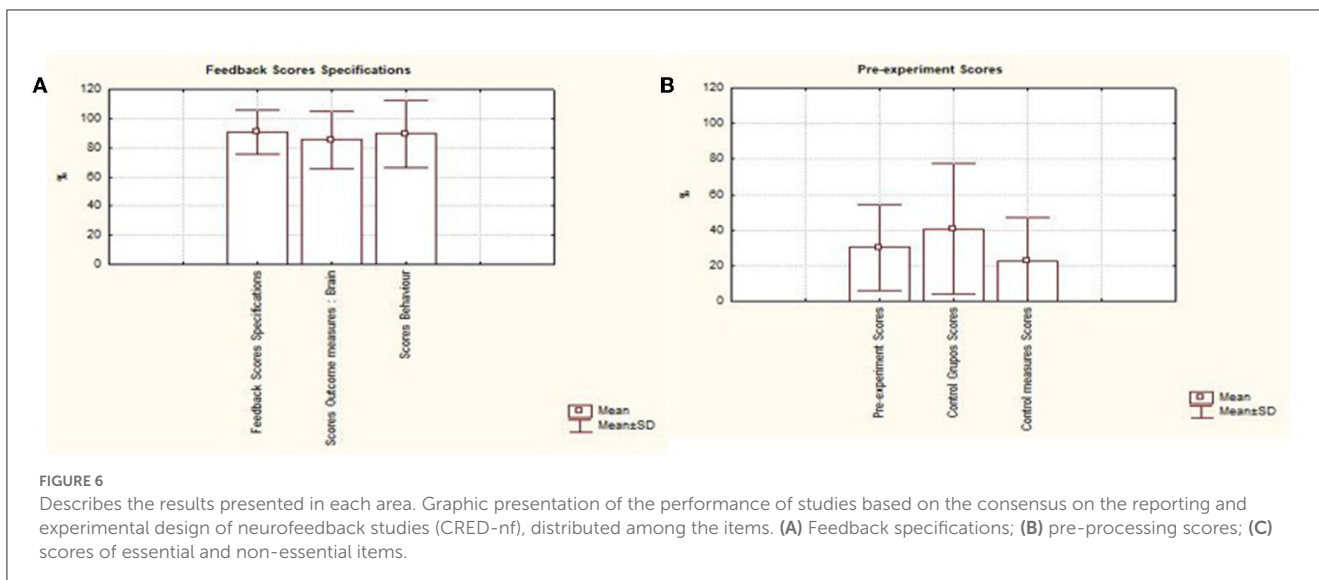 A
Feedback Scores Specifications
120
100
80
60
40
20
0
%
Feedback Scores Specifications
Scores Outcome measures : Brain
Scores Behaviour
Mean
Mean±SD
B
Pre-experiment Scores
120
100
80
60
40
20
0
%
Pre-experiment Scores
Control Grupos Scores
Control measures Scores
Mean
Mean±SD
FIGURE 6
Describes the results presented in each area. Graphic presentation of the performance of studies based on the consensus on the reporting and
experimental design of neurofeedback studies (CRED-nf), distributed among the items. (A) Feedback specifications; (B) pre-processing scores; (C)
scores of essential and non-essential items.